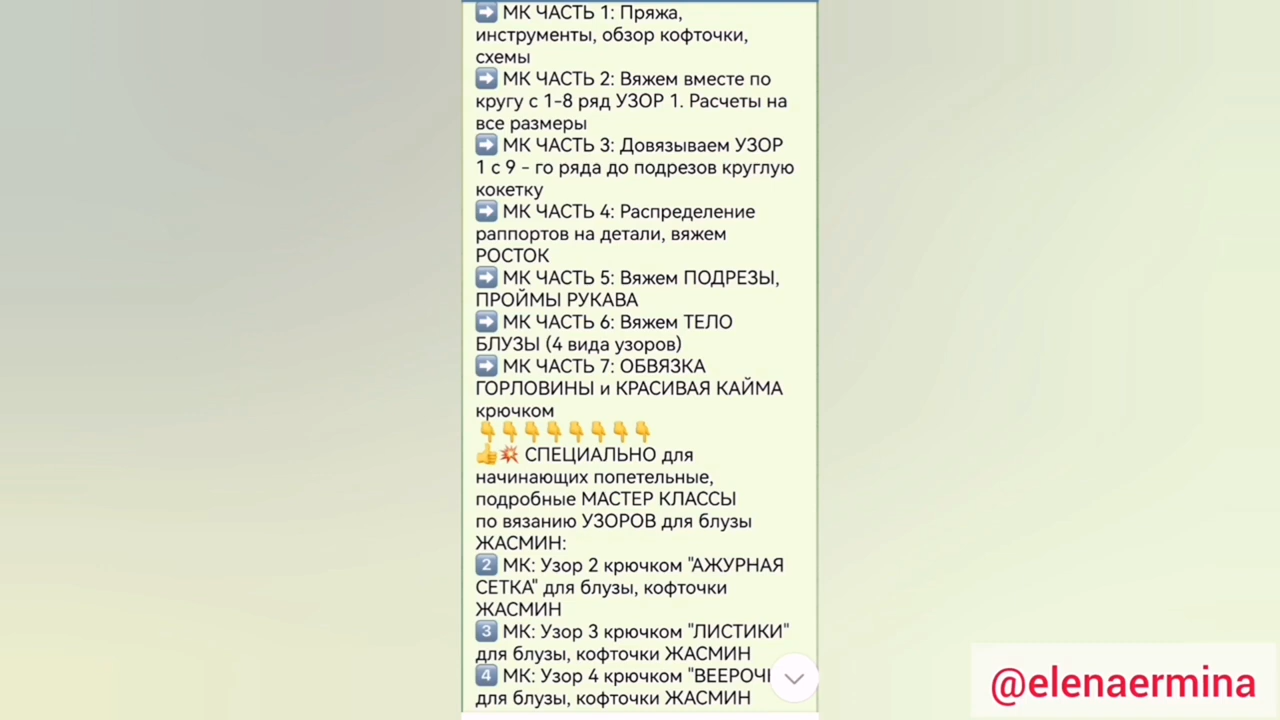 ➡️ МК ЧАСТЬ 1: Пряжа,
инструменты, обзор кофточки,
схемы
➡️ МК ЧАСТЬ 2: Вяжем вместе по
кругу с 1-8 ряд УЗОР 1. Расчеты на
все размеры
➡️ МК ЧАСТЬ 3: Довязываем УЗОР
1 с 9 - го ряда до подрезов круглую
кокетку
➡️ МК ЧАСТЬ 4: Распределение
раппортов на детали, вяжем
РОСТОК
➡️ МК ЧАСТЬ 5: Вяжем ПОДРЕЗЫ,
ПРОЙМЫ РУКАВА
➡️ МК ЧАСТЬ 6: Вяжем ТЕЛО
БЛУЗЫ (4 вида узоров)
➡️ МК ЧАСТЬ 7: ОБВЯЗКА
ГОРЛОВИНЫ и КРАСИВАЯ КАЙМА
крючком
👇👇👇👇👇👇👇👇
👍💥 СПЕЦИАЛЬНО для
начинающих попетельные,
подробные МАСТЕР КЛАССЫ
по вязанию УЗОРОВ для блузы
ЖАСМИН:
2️⃣ МК: Узор 2 крючком "АЖУРНАЯ
СЕТКА" для блузы, кофточки
ЖАСМИН
3️⃣ МК: Узор 3 крючком "ЛИСТИКИ"
для блузы, кофточки ЖАСМИН
4️⃣ МК: Узор 4 крючком
для блузы, кофточки ЖАСМИН
@elenaermina